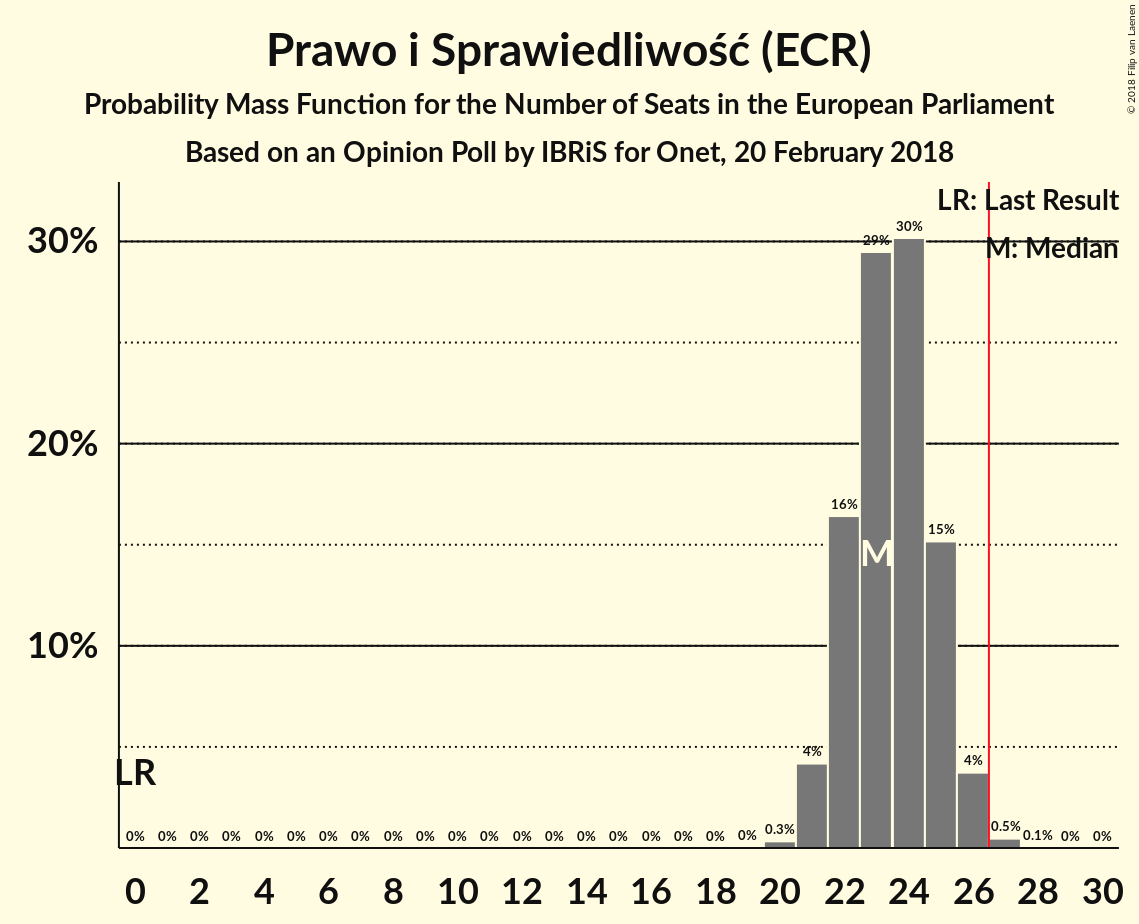 Prawo i Sprawiedliwość (ECR)
Probability Mass Function for the Number of Seats in the European Parliament
Based on an Opinion Poll by IBRiS for Onet, 20 February 2018
© 2018 Filip van Laenen
LR: Last Result
M: Median
30%
20%
10%
LR
M
0% 0% 0% 0% 0% 0% 0% 0% 0% 0% 0% 0% 0% 0% 0% 0% 0% 0% 0% 0% 0.3% 4% 16% 29% 30% 15% 4% 0.5% 0.1% 0% 0%
0 2 4 6 8 10 12 14 16 18 20 22 24 26 28 30